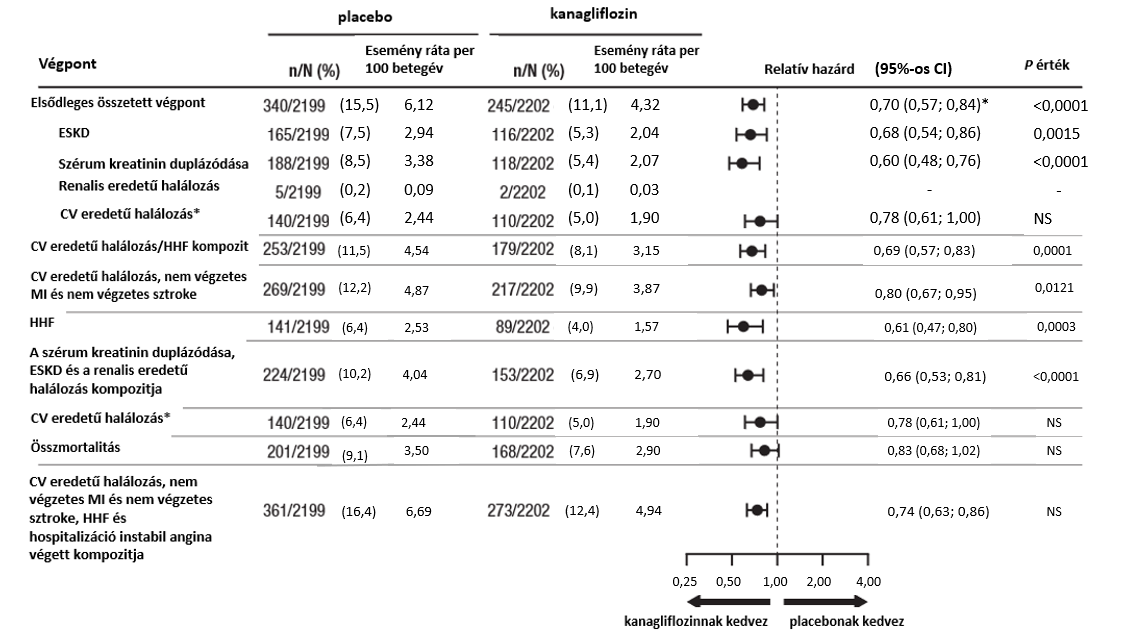 placebo kanagliflozin
Végpont n/N (%) Esemény ráta per 100 betegév n/N (%) Esemény ráta per 100 betegév Relatív hazárd (95%-os CI) P érték
Elsődleges összetett végpont 340/2199 (15,5) 6,12 245/2202 (11,1) 4,32 0,70 (0,57; 0,84)* <0,0001
ESKD 165/2199 (7,5) 2,94 116/2202 (5,3) 2,04 0,68 (0,54; 0,86) 0,0015
Szérum kreatinin duplázódása 188/2199 (8,5) 3,38 118/2202 (5,4) 2,07 0,60 (0,48; 0,76) <0,0001
Renalis eredetű halálozás 5/2199 (0,2) 0,09 2/2202 (0,1) 0,03 - -
CV eredetű halálozás* 140/2199 (6,4) 2,44 110/2202 (5,0) 1,90 0,78 (0,61; 1,00) NS
CV eredetű halálozás/HHF kompozit 253/2199 (11,5) 4,54 179/2202 (8,1) 3,15 0,69 (0,57; 0,83) 0,0001
CV eredetű halálozás, nem végzetes
MI és nem végzetes sztroke 269/2199 (12,2) 4,87 217/2202 (9,9) 3,87 0,80 (0,67; 0,95) 0,0121
HHF 141/2199 (6,4) 2,53 89/2202 (4,0) 1,57 0,61 (0,47; 0,80) 0,0003
A szérum kreatinin duplázódása,
ESKD és a renalis eredetű
halálozás kompozitja 224/2199 (10,2) 4,04 153/2202 (6,9) 2,70 0,66 (0,53; 0,81) <0,0001
CV eredetű halálozás* 140/2199 (6,4) 2,44 110/2202 (5,0) 1,90 0,78 (0,61; 1,00) NS
Összmortalitás 201/2199 (9,1) 3,50 168/2202 (7,6) 2,90 0,83 (0,68; 1,02) NS
CV eredetű halálozás, nem
végzetes MI és nem végzetes
sztroke, HHF és 361/2199 (16,4) 6,69 273/2202 (12,4) 4,94 0,74 (0,63; 0,86) NS
hospitalizáció instabil angina
végett kompozitja
0,25 0,50 1,00 2,00 4,00
kanagliflozinnak kedvez placebonak kedvez